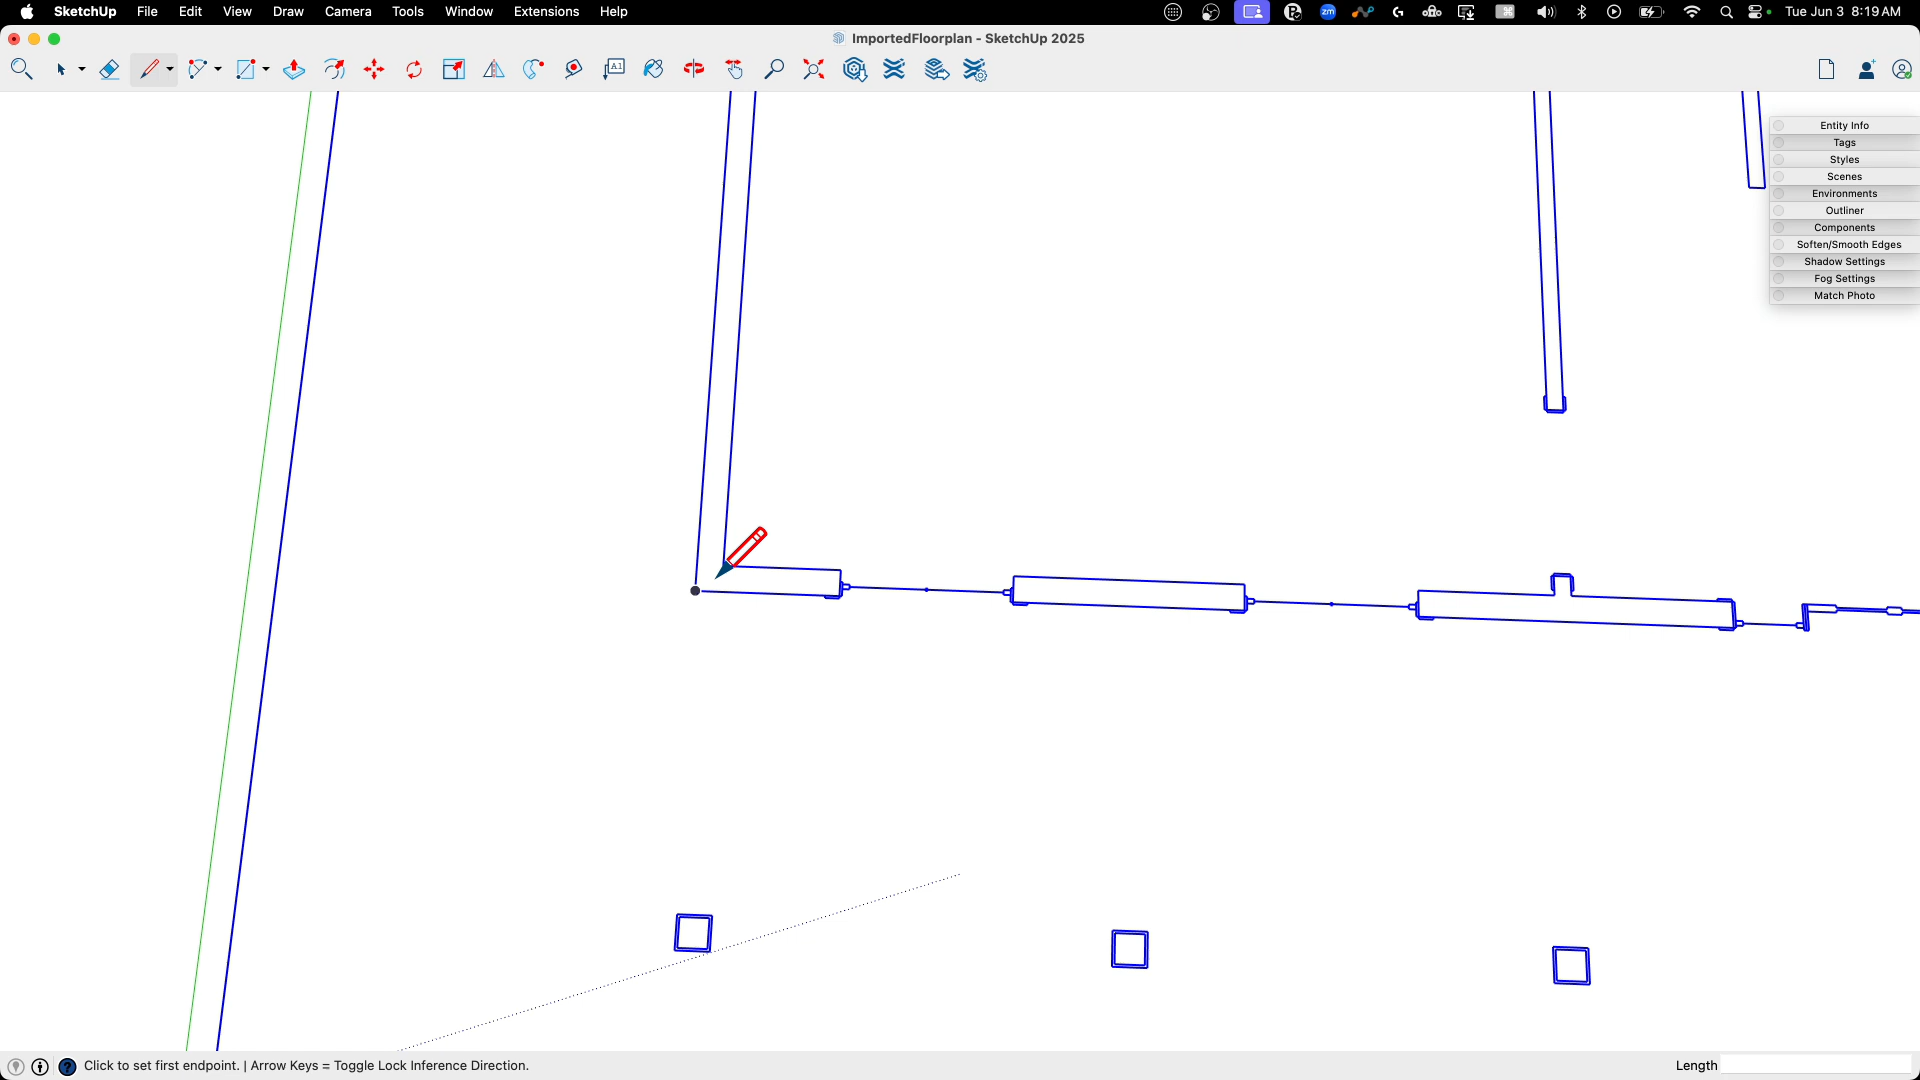 SketchUp File Edit View Draw Camera Tools Window Extensions Help zm Tue Jun 3 8:19 AM
ImportedFloorplan - SketchUp 2025
A1
Entity Info
Tags
Styles
Scenes
Environments
Outliner
Components
Soften/Smooth Edges
Shadow Settings
Fog Settings
Match Photo
Click to set first endpoint. | Arrow Keys = Toggle Lock Inference Direction. Length